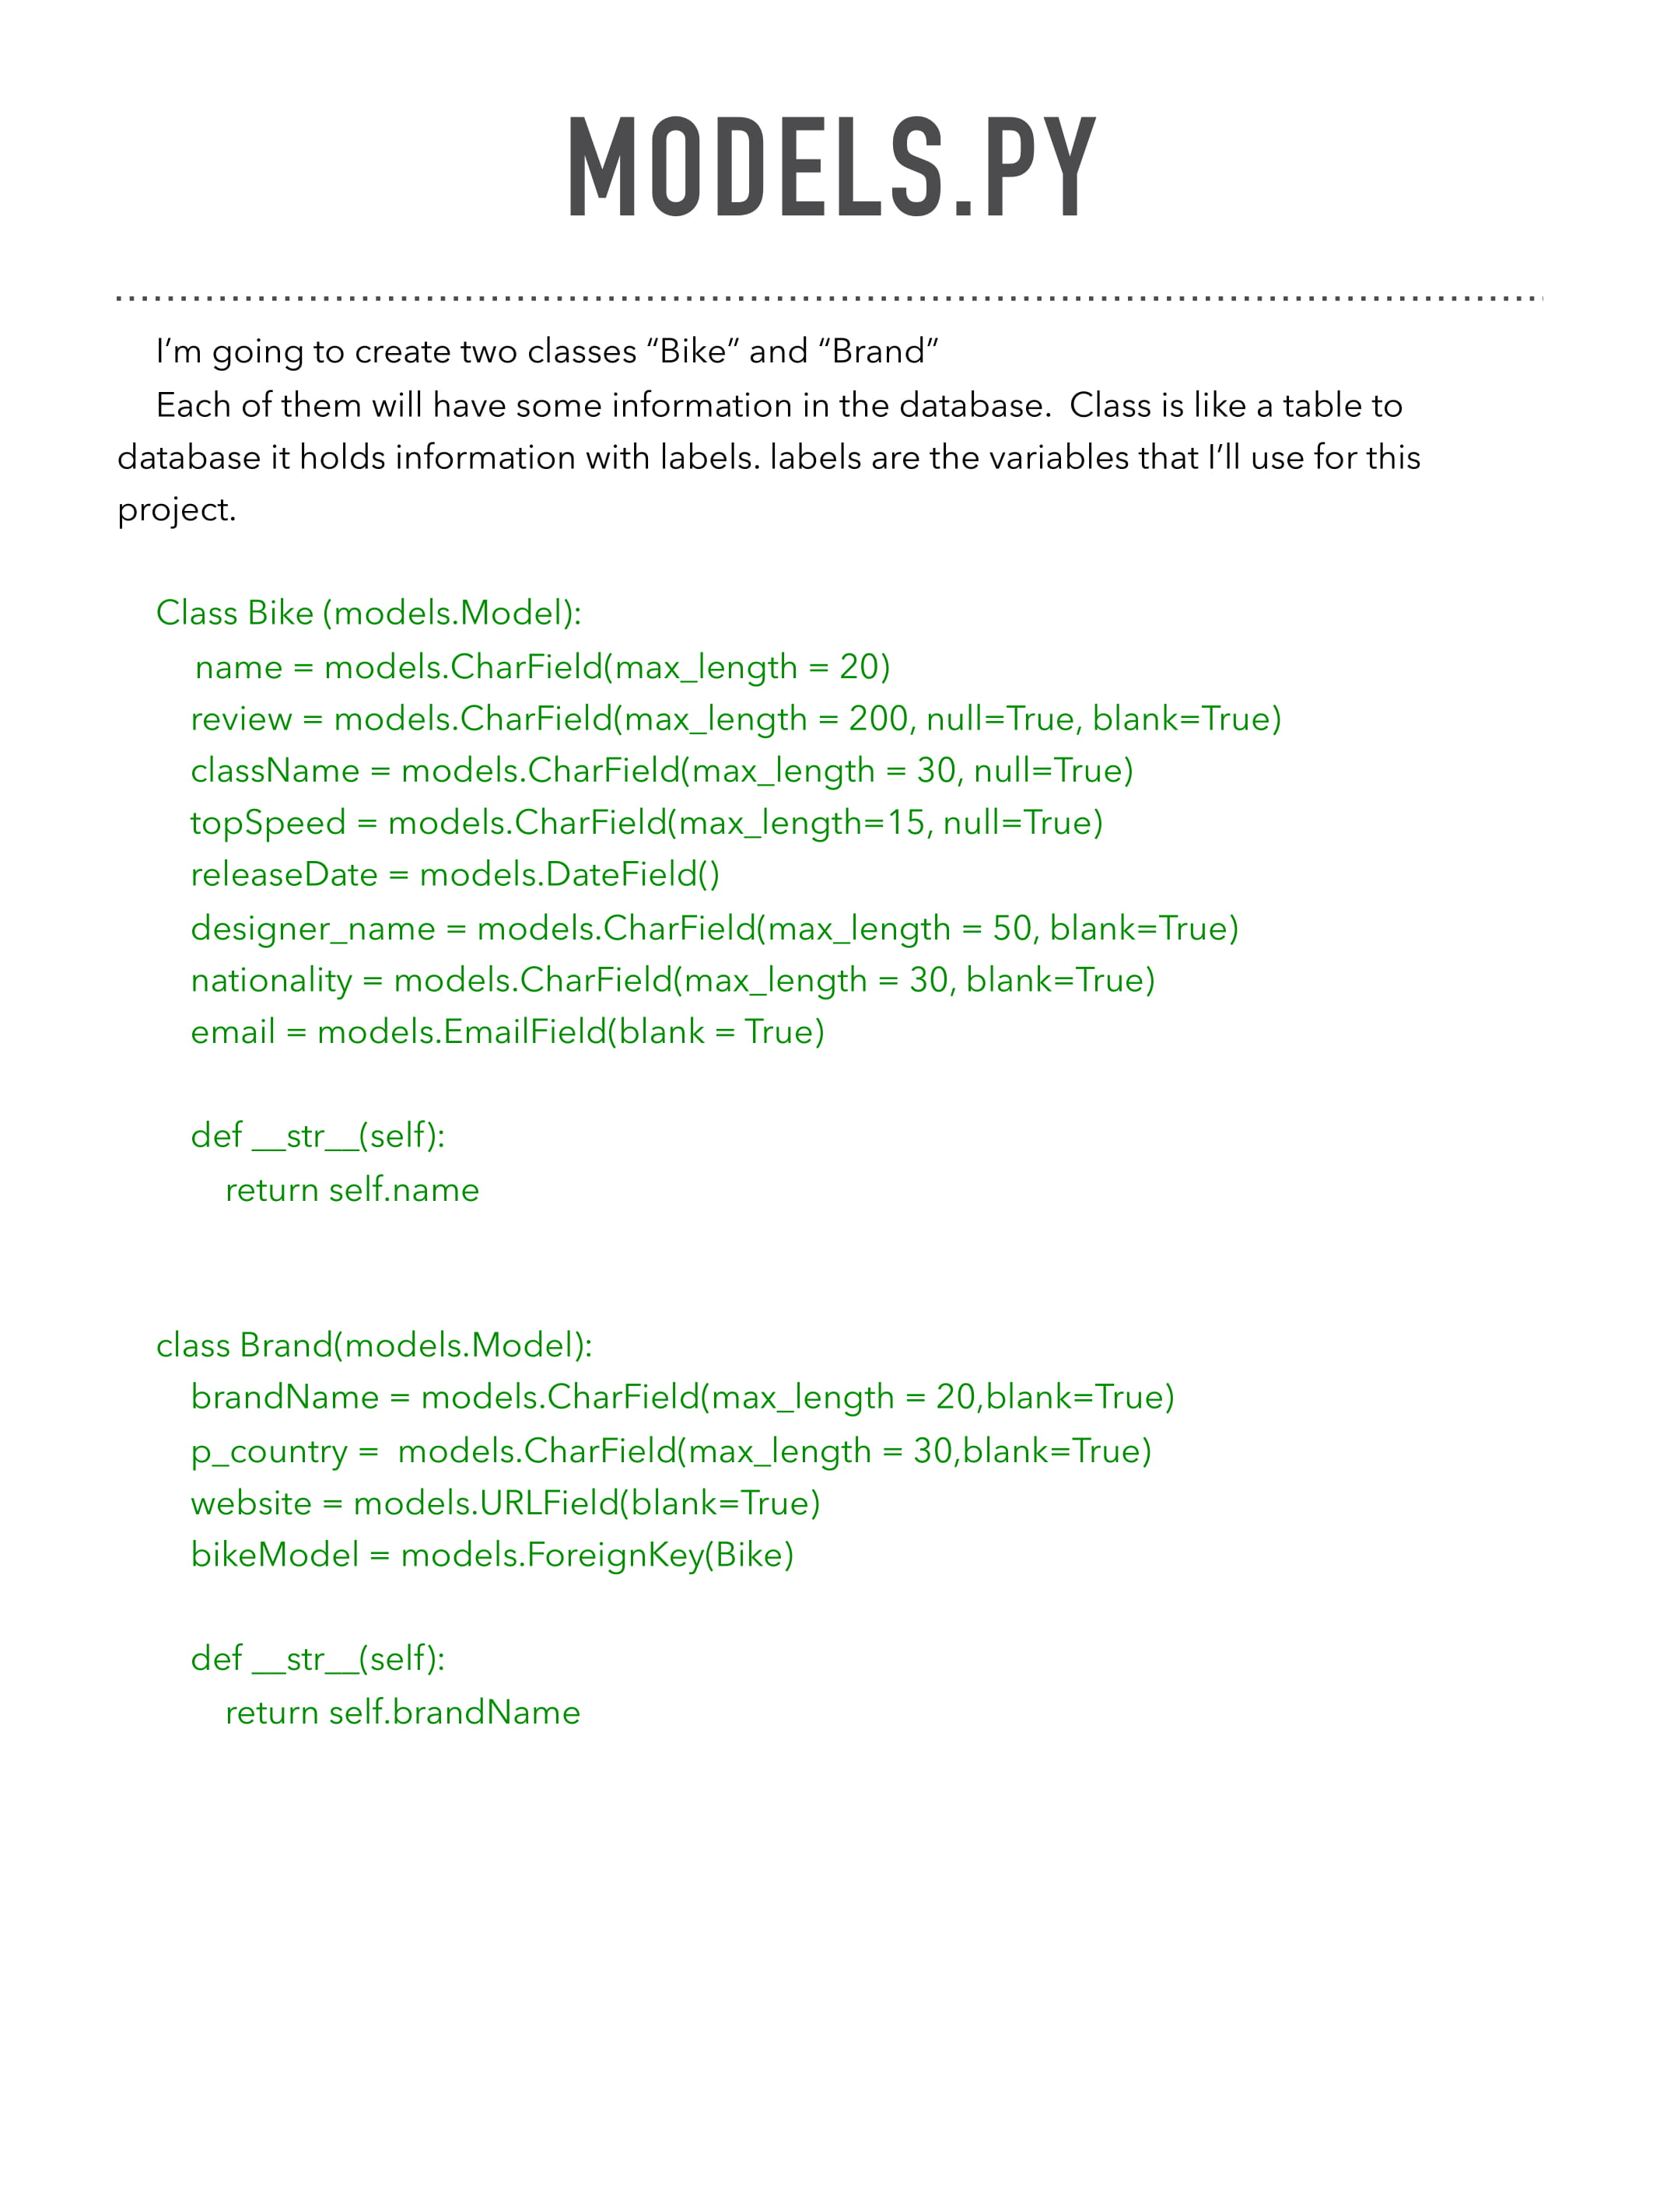 MODELS.PY
I’m going to create two classes “Bike” and “Brand”
Each of them will have some information in the database.  Class is like a table to
database it holds information with labels. labels are the variables that I’ll use for this
project.
Class Bike (models.Model):
name = models.CharField(max_length = 20)
review = models.CharField(max_length = 200, null=True, blank=True)
className = models.CharField(max_length = 30, null=True)
topSpeed = models.CharField(max_length=15, null=True)
releaseDate = models.DateField()
designer_name = models.CharField(max_length = 50, blank=True)
nationality = models.CharField(max_length = 30, blank=True)
email = models.EmailField(blank = True)
def __str__(self):
return self.name
class Brand(models.Model):
brandName = models.CharField(max_length = 20,blank=True)
p_country =  models.CharField(max_length = 30,blank=True)
website = models.URLField(blank=True)
bikeModel = models.ForeignKey(Bike)
def __str__(self):
return self.brandName